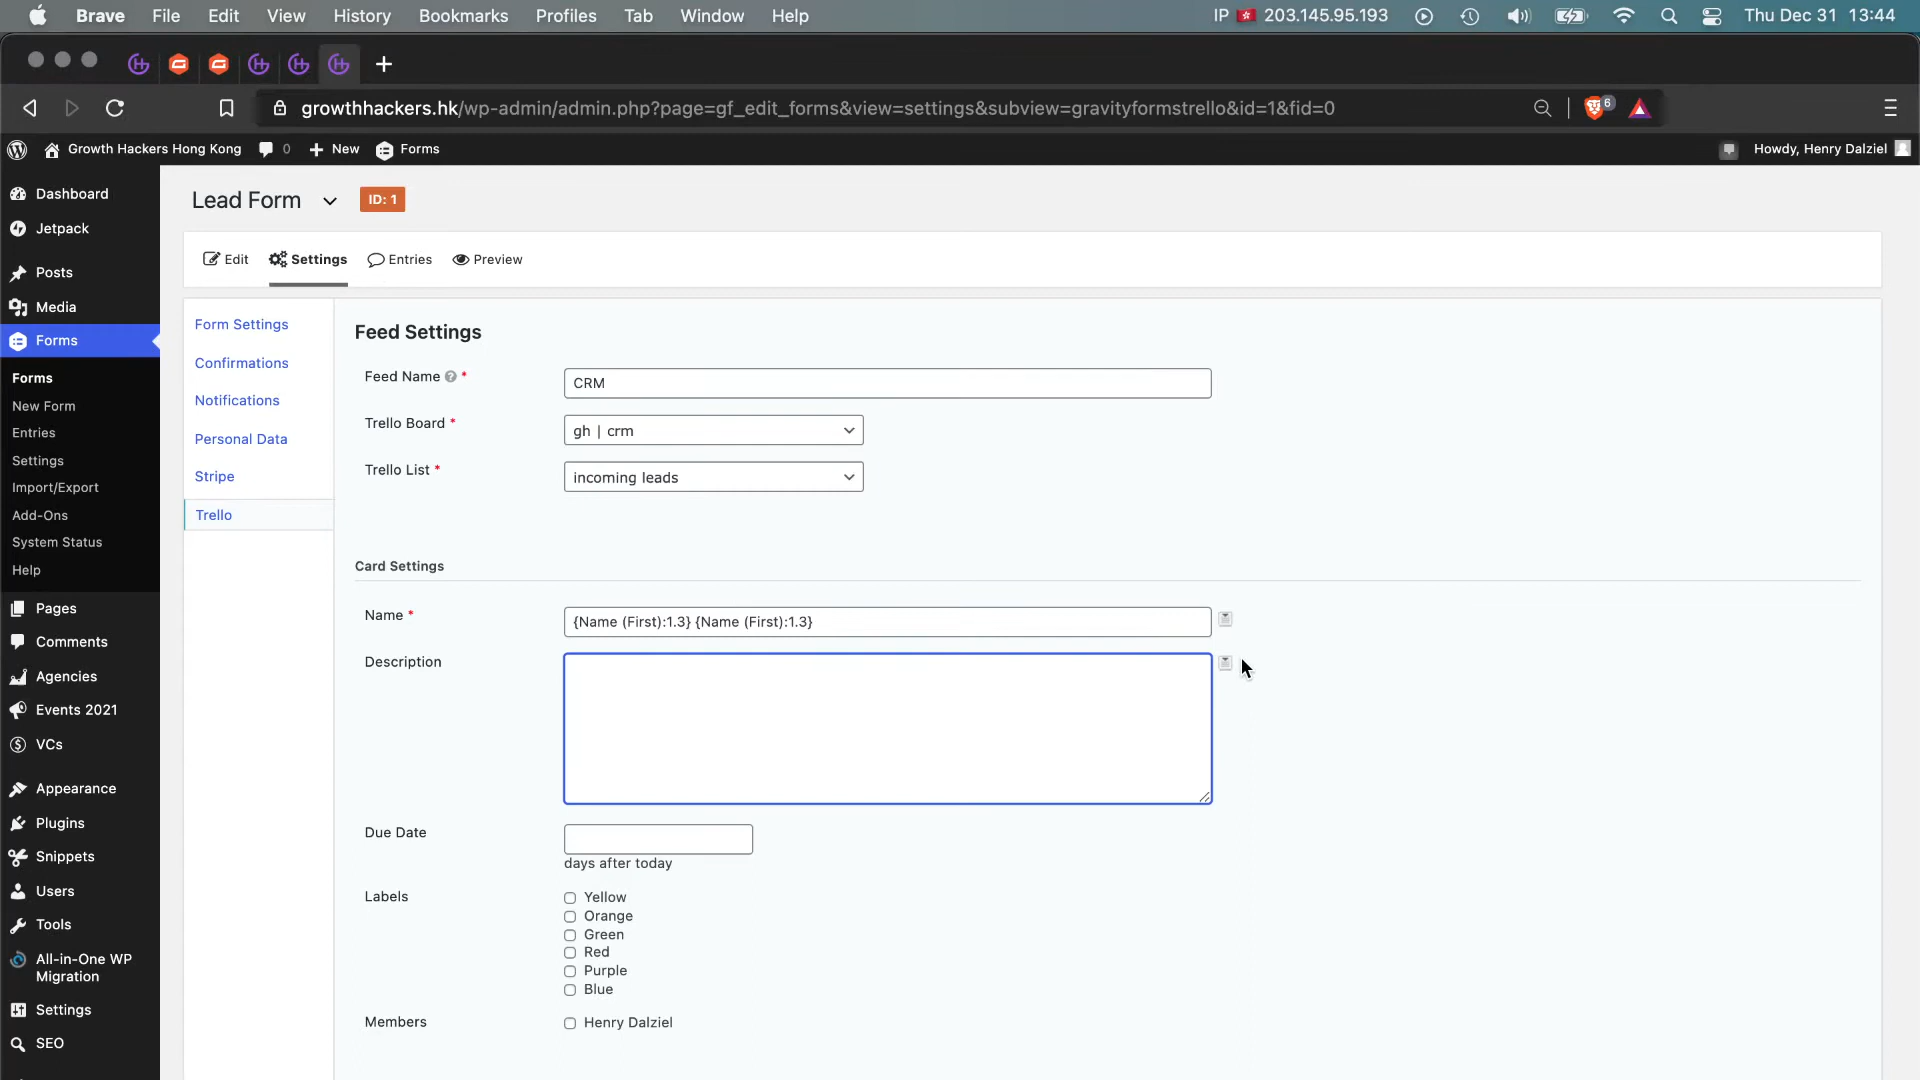 Brave File Edit View History Bookmarks Profiles Tab Window Help IP 203.145.95.193 Thu Dec 31 13:44
growthhackers.hk/wp-admin/admin.php?page=gf_edit_forms&view=settings&subview=gravityformstrello&id=1&fid=0 6
Growth Hackers Hong Kong 0 New Forms Howdy, Henry Dalziel
Dashboard
Jetpack
Posts
Media
Forms
Forms
New Form
Entries
Settings
Import/Export
Add-Ons
System Status
Help
Pages
Comments
Agencies
Events 2021
VCs
Appearance
Plugins
Snippets
Users
Tools
All-in-One WP
Migration
Settings
SEO
Lead Form ID: 1
Edit Settings Entries Preview
Form Settings
Confirmations
Notifications
Personal Data
Stripe
Trello
Feed Settings
Feed Name ? * CRM
Trello Board * gh | crm
Trello List * incoming leads
Card Settings
Name * {Name (First):1.3} {Name (First):1.3}
Description
Due Date
days after today
Labels Yellow
Orange
Green
Red
Purple
Blue
Members Henry Dalziel